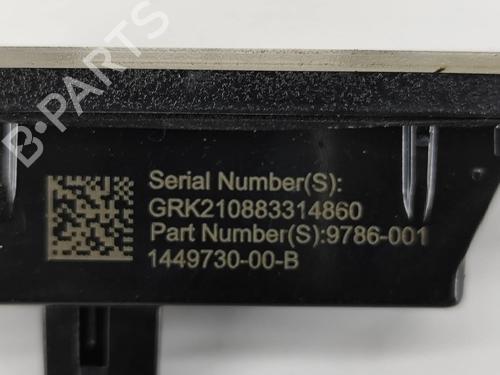 B-PARTS
Serial Number(S):
GRK210883314860
Part Number(S):9786-001
1449730-00-B